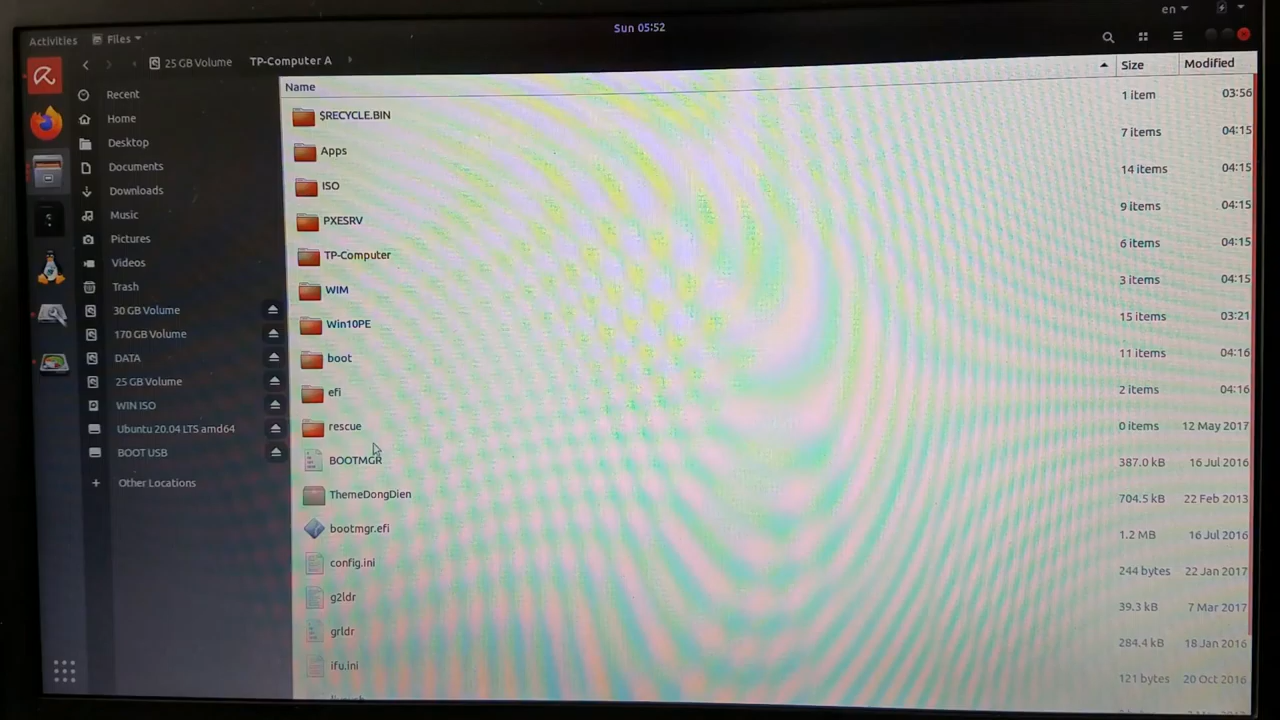 en
Sun 05:52
Activities
Files
25 GB Volume
TP-Computer A
Recent
Home
Desktop
Documents
Downloads
Music
Pictures
Videos
Trash
30 GB Volume
170 GB Volume
DATA
25 GB Volume
WIN ISO
Ubuntu 20.04 LTS amd64
BOOT USB
+ Other Locations
Name Size Modified
$RECYCLE.BIN 1 item 03:56
Apps 7 items 04:15
ISO 14 items 04:15
PXESRV 9 items 04:15
TP-Computer 6 items 04:15
WIM 3 items 04:15
Win10PE 15 items 03:21
boot 11 items 04:16
efi 2 items 04:16
rescue 0 items 12 May 2017
BOOTMGR 387.0 kB 16 Jul 2016
ThemeDongDien 704.5 kB 22 Feb 2013
bootmgr.efi 1.2 MB 16 Jul 2016
config.ini 244 bytes 22 Jan 2017
g2ldr 39.3 kB 7 Mar 2017
grldr 284.4 kB 18 Jan 2016
ifu.ini 121 bytes 20 Oct 2016